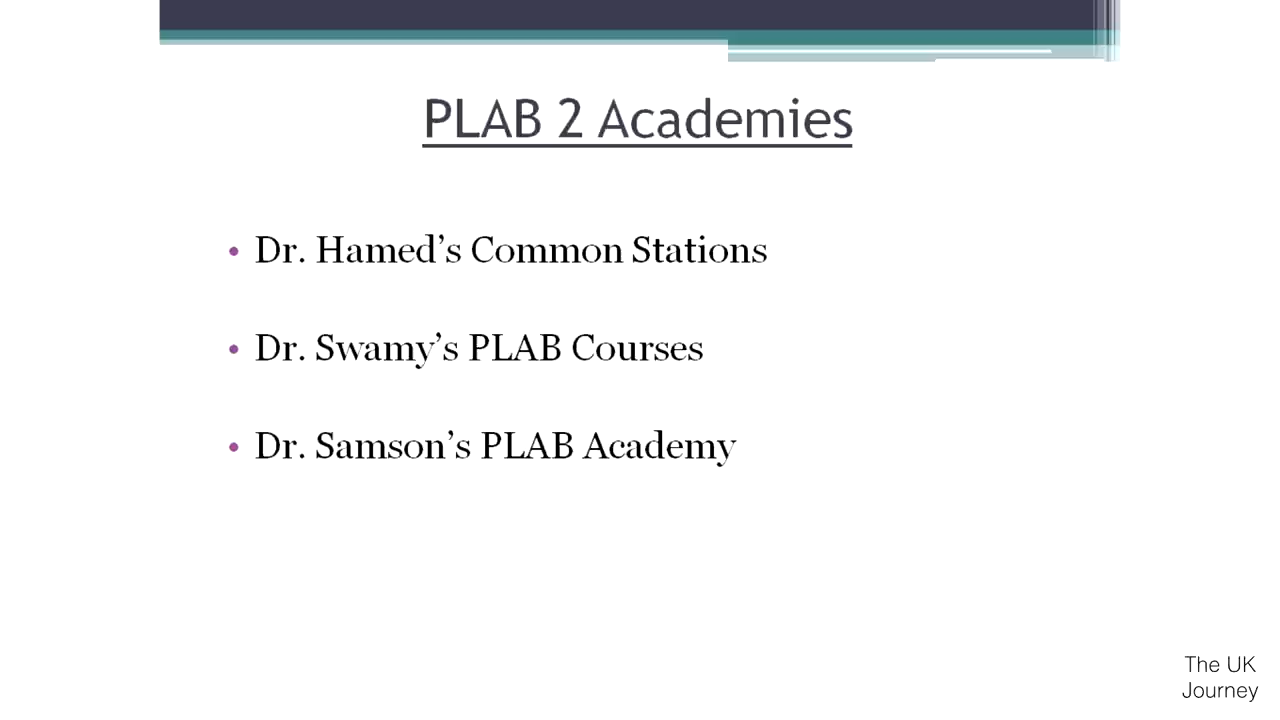 PLAB 2 Academies
• Dr. Hamed’s Common Stations
• Dr. Swamy’s PLAB Courses
• Dr. Samson’s PLAB Academy
The UK
Journey